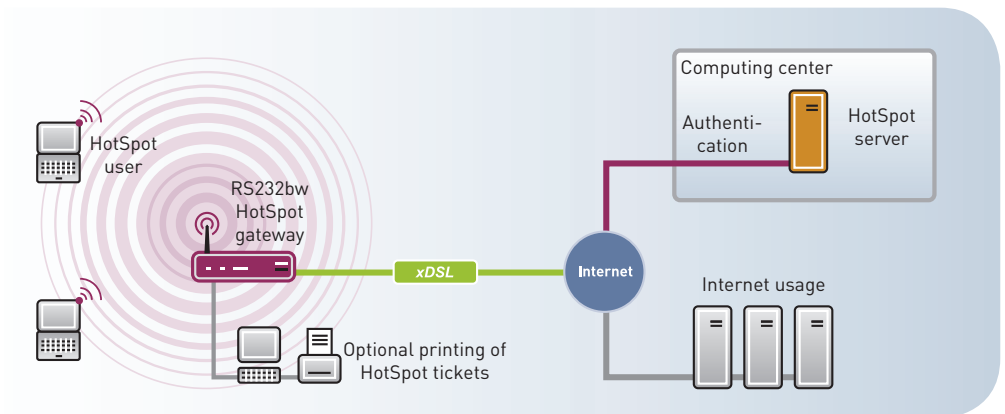 Computing center
HotSpot
user
Authenti-
cation
HotSpot
server
RS232bw
HotSpot
gateway
xDSL
Internet
Internet usage
Optional printing of
HotSpot tickets